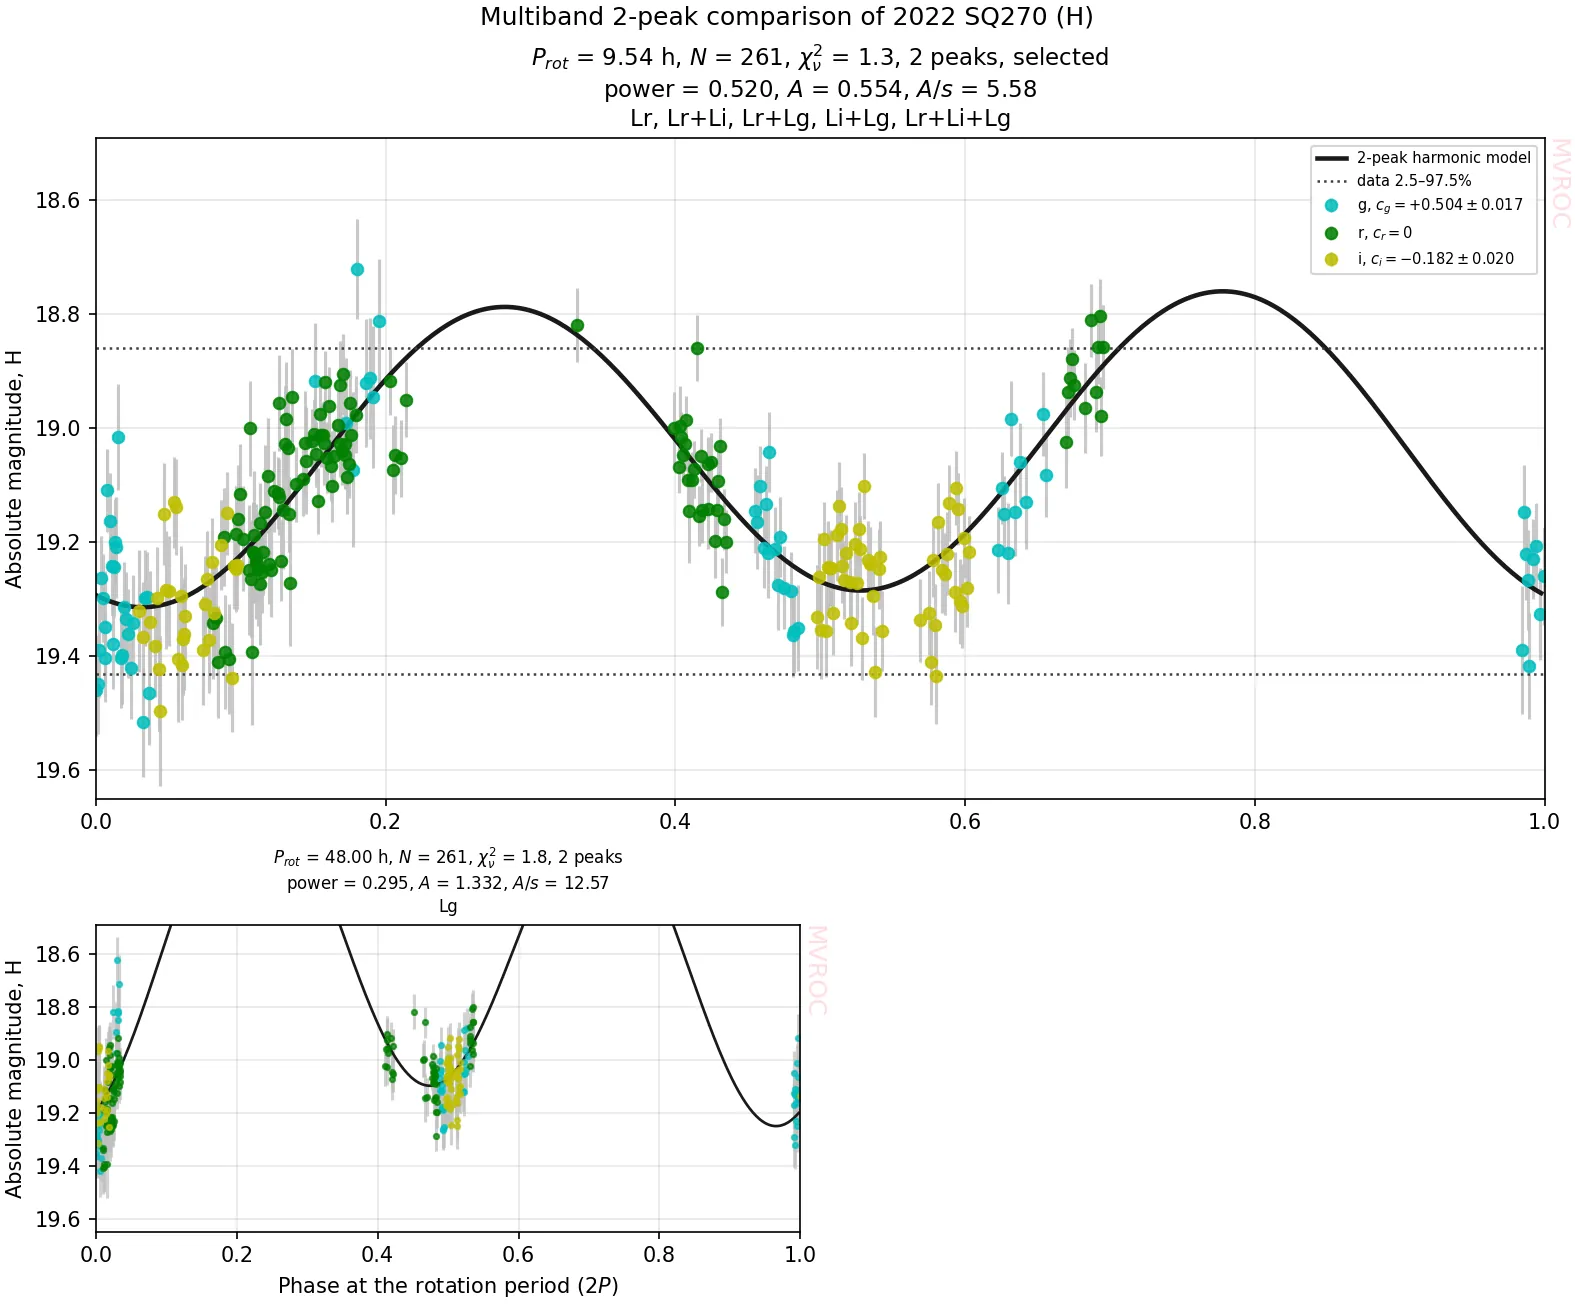 Multiband 2-peak comparison of 2022 SQ270 (H)
P_rot = 9.54 h, N = 261, χ²_ν = 1.3, 2 peaks, selected
power = 0.520, A = 0.554, A/s = 5.58
Lr, Lr+Li, Lr+Lg, Li+Lg, Lr+Li+Lg
2-peak harmonic model
data 2.5–97.5%
g, c_g = +0.504 ± 0.017
r, c_r = 0
i, c_i = −0.182 ± 0.020
MVROC
Absolute magnitude, H
18.6
18.8
19.0
19.2
19.4
19.6
0.0 0.2 0.4 0.6 0.8 1.0
P_rot = 48.00 h, N = 261, χ²_ν = 1.8, 2 peaks
power = 0.295, A = 1.332, A/s = 12.57
Lg
MVROC
Absolute magnitude, H
18.6
18.8
19.0
19.2
19.4
19.6
0.0 0.2 0.4 0.6 0.8 1.0
Phase at the rotation period (2P)